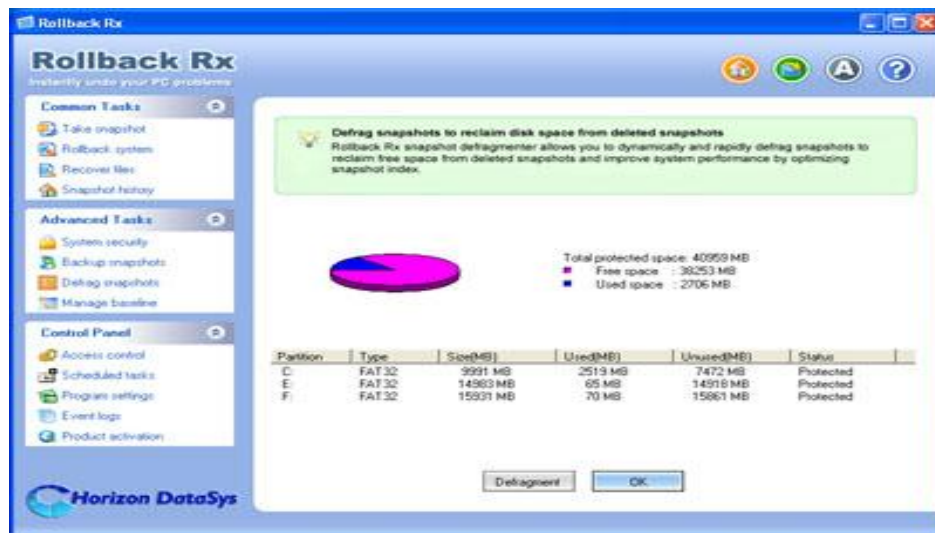 Rollback Rx
Rollback Rx
Instantly undo your PC problems
Common Tasks
Take snapshot
Rollback system
Recover files
Snapshot history
Advanced Tasks
System security
Backup snapshots
Defrag snapshots
Manage baseline
Control Panel
Access control
Scheduled tasks
Program settings
Event logs
Product activation
Horizon DataSys
A ?
Defrag snapshots to reclaim disk space from deleted snapshots
Rollback Rx snapshot defragmenter allows you to dynamically and rapidly defrag snapshots to
reclaim free space from deleted snapshots and improve system performance by optimizing
snapshot index.
Total protected space: 40959 MB
Free space : 38253 MB
Used space : 2706 MB
Partition Type Size(MB) Used(MB) Unused(MB) Status
C: FAT32 9991 MB 2519 MB 7472 MB Protected
E: FAT32 14983 MB 65 MB 14918 MB Protected
F: FAT32 15931 MB 70 MB 15861 MB Protected
Defragment OK